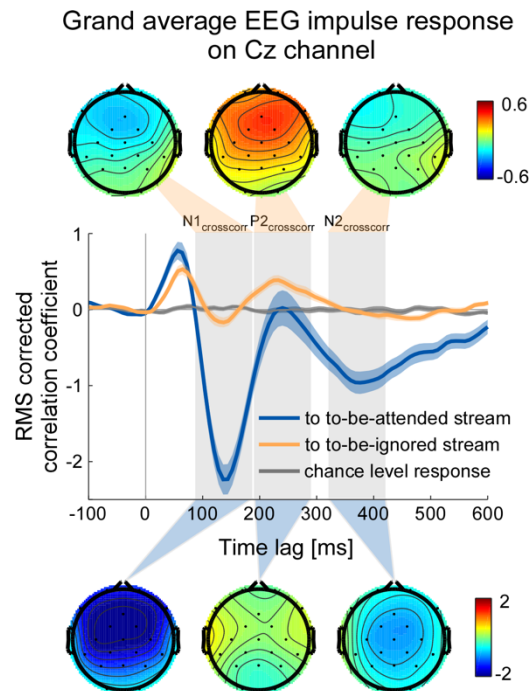 Grand average EEG impulse response
on Cz channel
0.6
-0.6
N1crosscorr P2crosscorr N2crosscorr
RMS corrected
correlation coefficient
1
0
-1
-2
to to-be-attended stream
to to-be-ignored stream
chance level response
-100 0 100 200 300 400 500 600
Time lag [ms]
2
-2